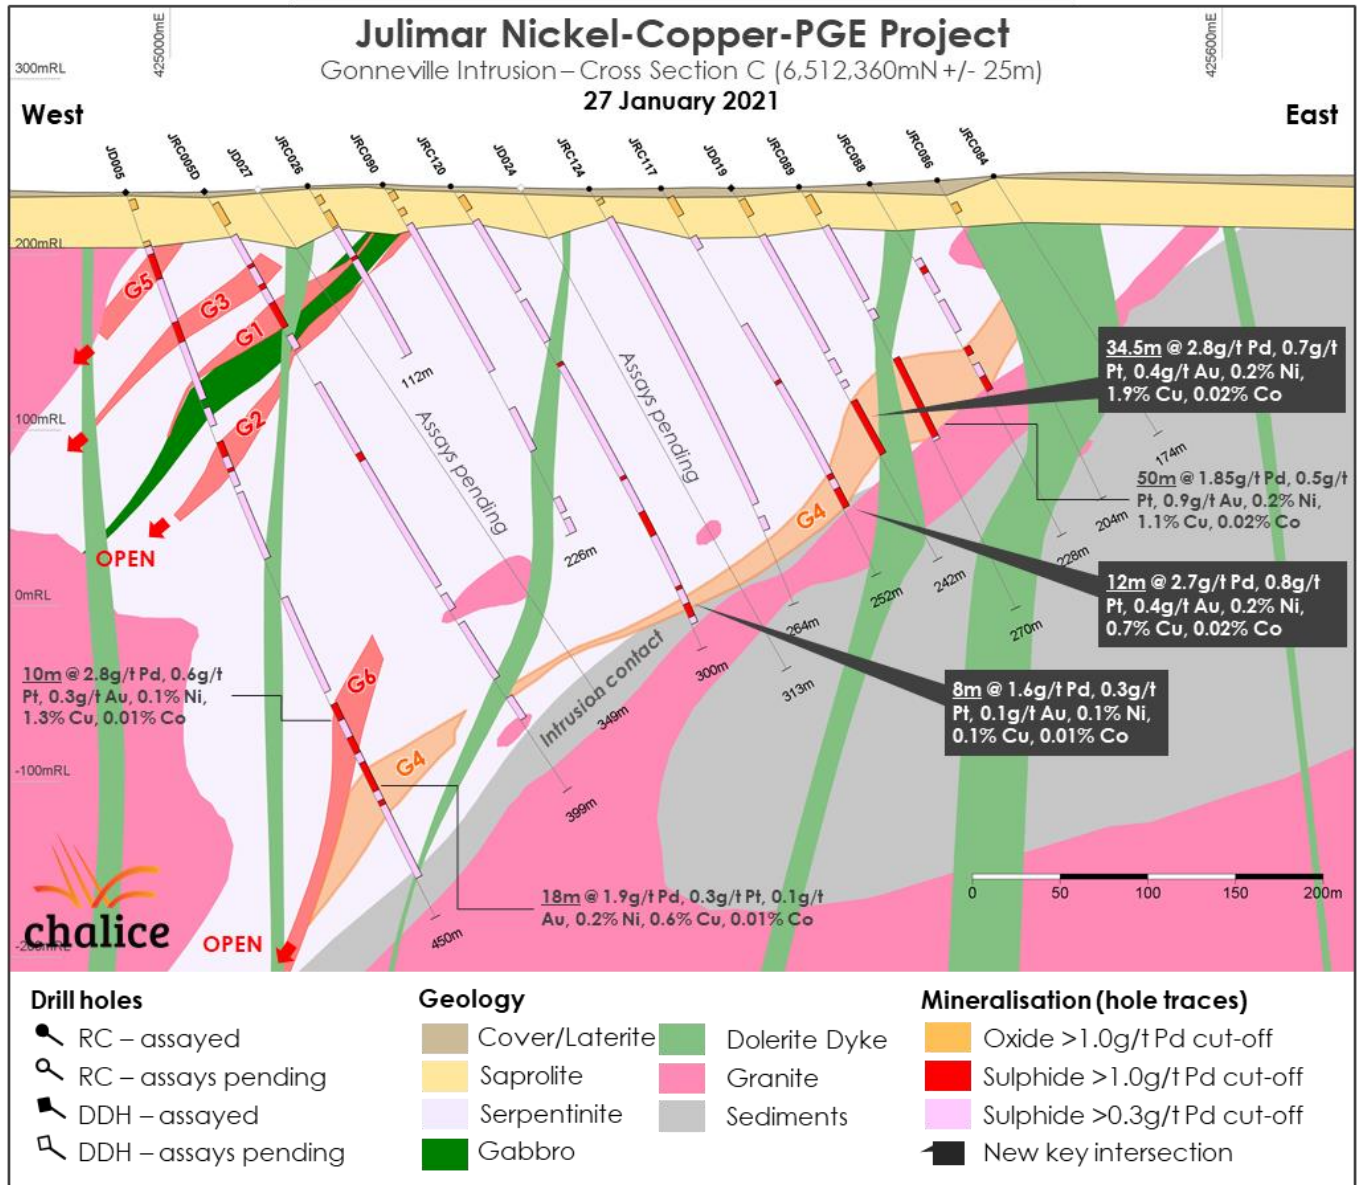 Julimar Nickel-Copper-PGE Project
Gonneville Intrusion – Cross Section C (6,512,360mN +/- 25m)
27 January 2021
425000mE
425600mE
300mRL
West
East
JD005
JRC005D
JD027
JRC026
JRC090
JRC120
JD024
JRC124
JRC117
JD019
JRC089
JRC088
JRC086
JRC084
200mRL
G5
G3
G1
G2
112m
Assays pending
Assays pending
34.5m @ 2.8g/t Pd, 0.7g/t
Pt, 0.4g/t Au, 0.2% Ni,
1.9% Cu, 0.02% Co
100mRL
174m
50m @ 1.85g/t Pd, 0.5g/t
Pt, 0.9g/t Au, 0.2% Ni,
1.1% Cu, 0.02% Co
204m
228m
242m
252m
226m
G4
OPEN
0mRL
12m @ 2.7g/t Pd, 0.8g/t
Pt, 0.4g/t Au, 0.2% Ni,
0.7% Cu, 0.02% Co
270m
264m
300m
313m
Intrusion contact
349m
8m @ 1.6g/t Pd, 0.3g/t
Pt, 0.1g/t Au, 0.1% Ni,
0.1% Cu, 0.01% Co
10m @ 2.8g/t Pd, 0.6g/t
Pt, 0.3g/t Au, 0.1% Ni,
1.3% Cu, 0.01% Co
G6
G4
-100mRL
399m
0
50
100
150
200m
18m @ 1.9g/t Pd, 0.3g/t Pt, 0.1g/t
Au, 0.2% Ni, 0.6% Cu, 0.01% Co
450m
chalice
OPEN
-200mRL
Drill holes
RC – assayed
RC – assays pending
DDH – assayed
DDH – assays pending
Geology
Cover/Laterite
Saprolite
Serpentinite
Gabbro
Dolerite Dyke
Granite
Sediments
Mineralisation (hole traces)
Oxide >1.0g/t Pd cut-off
Sulphide >1.0g/t Pd cut-off
Sulphide >0.3g/t Pd cut-off
New key intersection